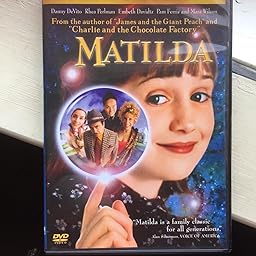 Danny DeVito Rhea Perlman Embeth Davidtz Pam Ferris and Mara Wilson
From the author of "James and the Giant Peach" and
"Charlie and the Chocolate Factory"
MATILDA
"Matilda is a family classic
for all generations."
VOICE OF AMERICA
DVD
VIDEO